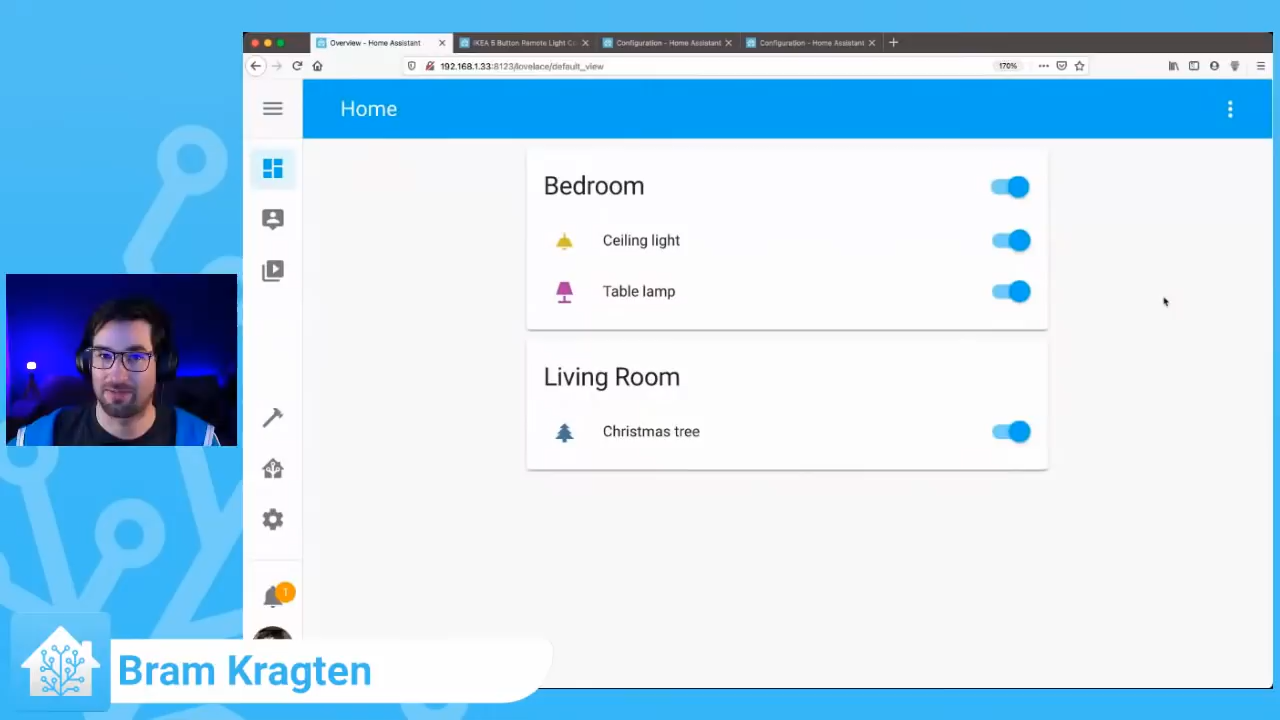 Overview - Home Assistant
IKEA 5 Button Remote Light Co
Configuration - Home Assistant
Configuration - Home Assistant
192.168.1.33:8123/lovelace/default_view
170%
Home
Bedroom
Ceiling light
Table lamp
Living Room
Christmas tree
1
Bram Kragten